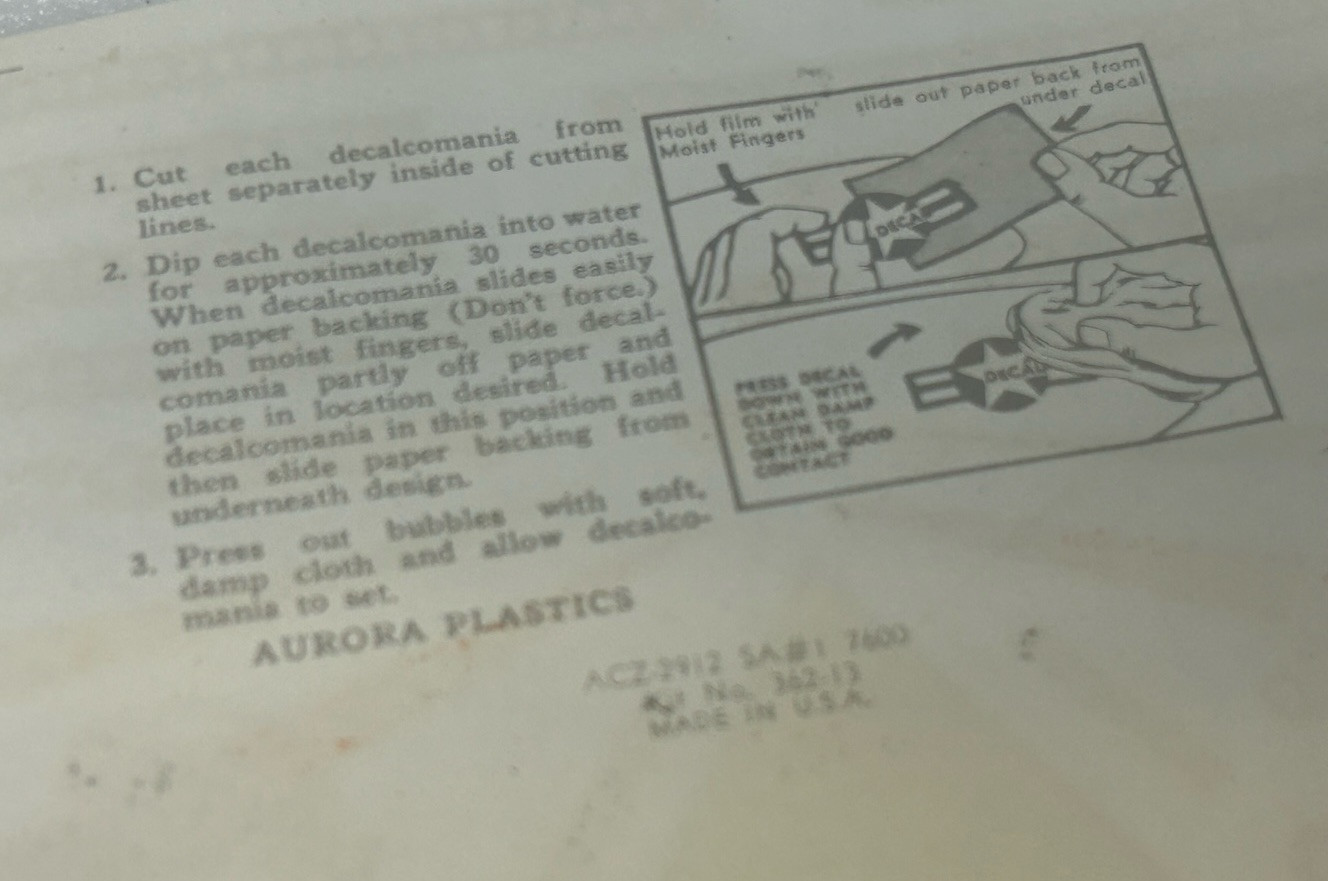 1. Cut each decalcomania from
sheet separately inside of cutting
lines.
2. Dip each decalcomania into water
for approximately 30 seconds.
When decalcomania slides easily
on paper backing (Don't force.)
with moist fingers, slide decal-
comania partly off paper and
place in location desired. Hold
decalcomania in this position and
then slide paper backing from
underneath design.
3. Press out bubbles with soft,
damp cloth and allow decalco-
mania to set.
AURORA PLASTICS
Hold film with
Moist Fingers
slide out paper back from
under decal
DECA
PRESS DECAL
DOWN WITH
CLEAN DAMP
CLOTH TO
OBTAIN GOOD
CONTACT
DECAL
ACZ-2912 SA#1 7600
Kit No. 362-13
MADE IN U.S.A.